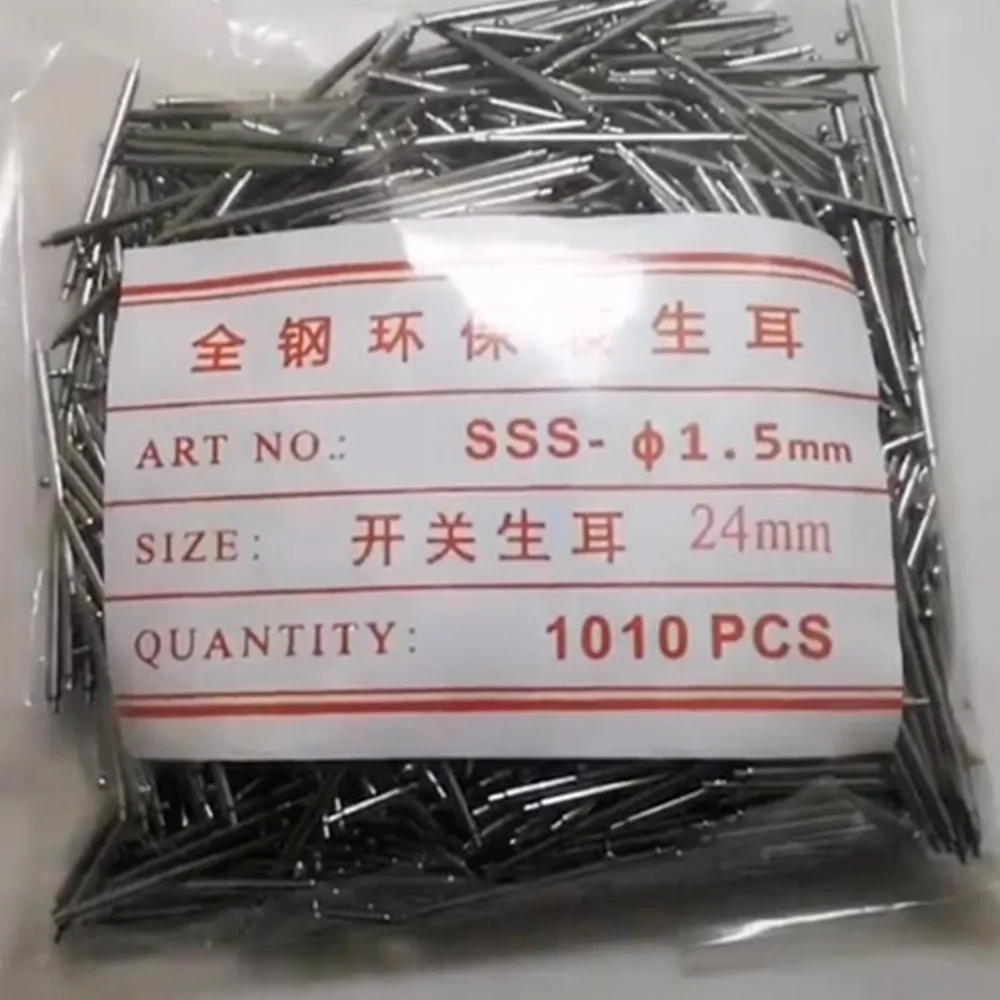 全钢环保 生耳
ART NO.: SSS- ф1.5mm
SIZE: 开关生耳 24mm
QUANTITY: 1010 PCS